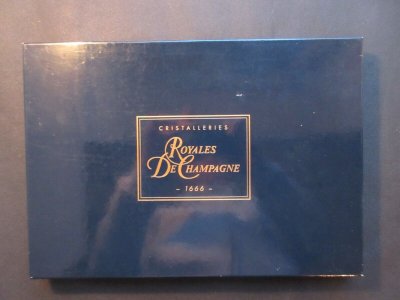 CRISTALLERIES
ROYALES
DE CHAMPAGNE
- 1666 -